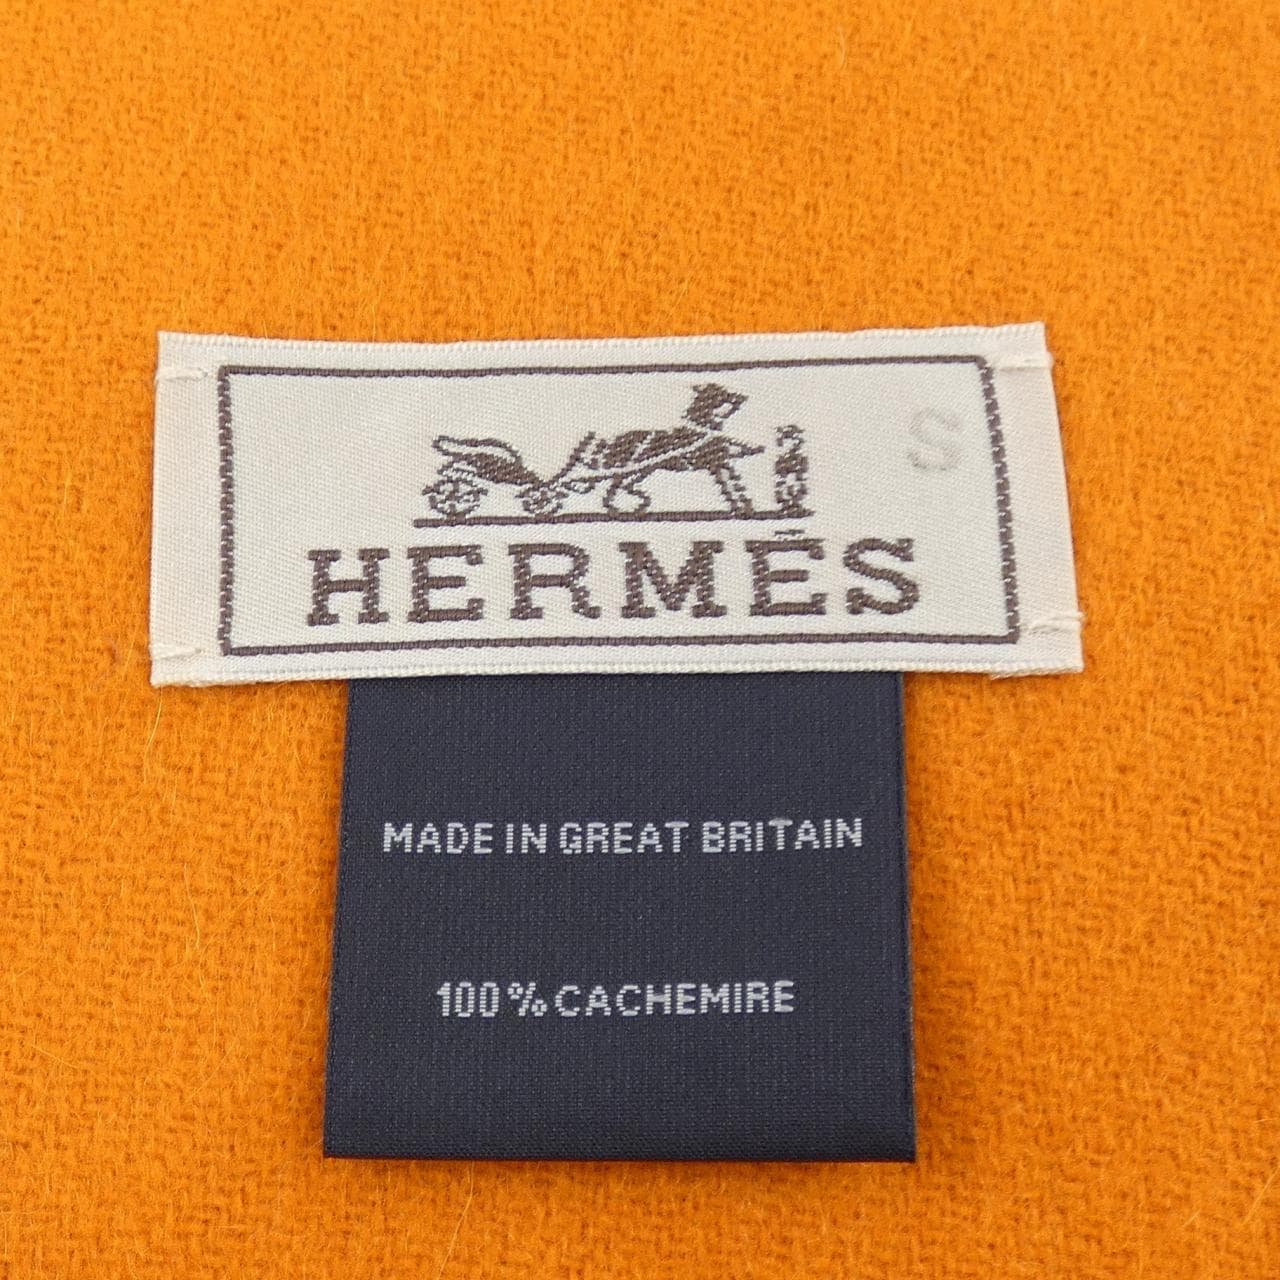 S
HERMÈS
MADE IN GREAT BRITAIN
100% CACHEMIRE